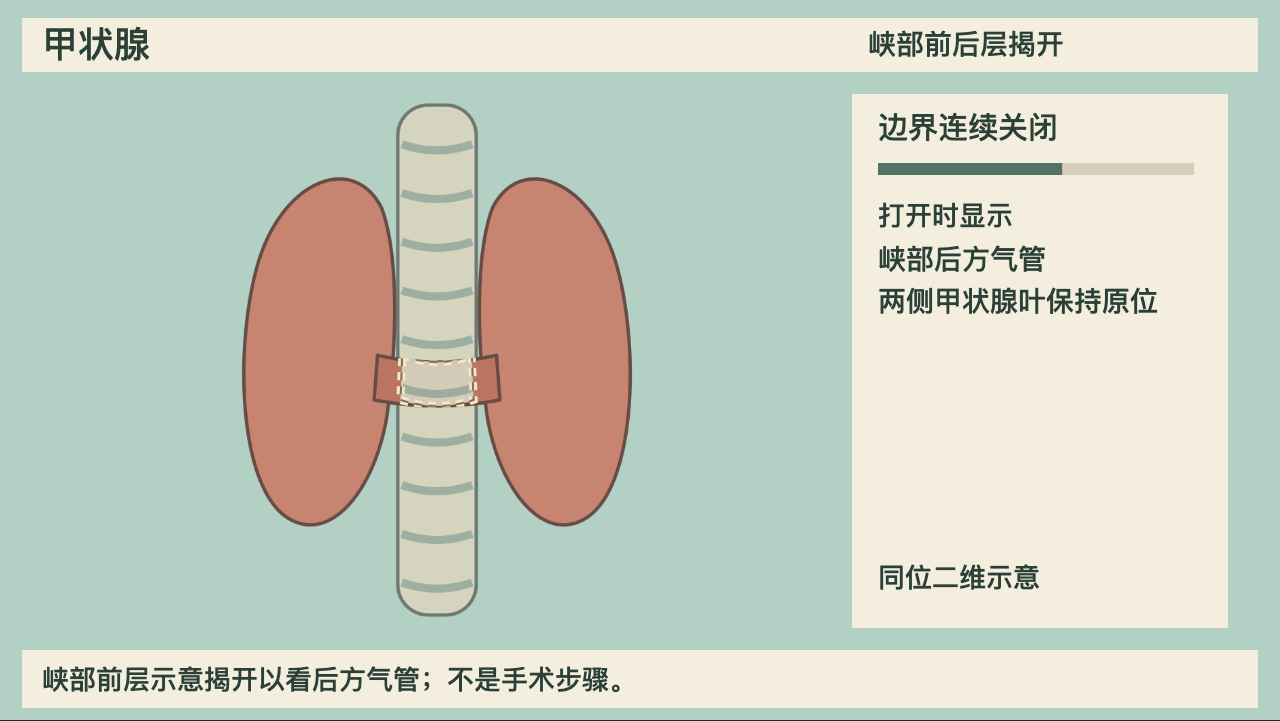 甲状腺
峡部前后层揭开
边界连续关闭
打开时显示
峡部后方气管
两侧甲状腺叶保持原位
同位二维示意
峡部前层示意揭开以看后方气管；不是手术步骤。